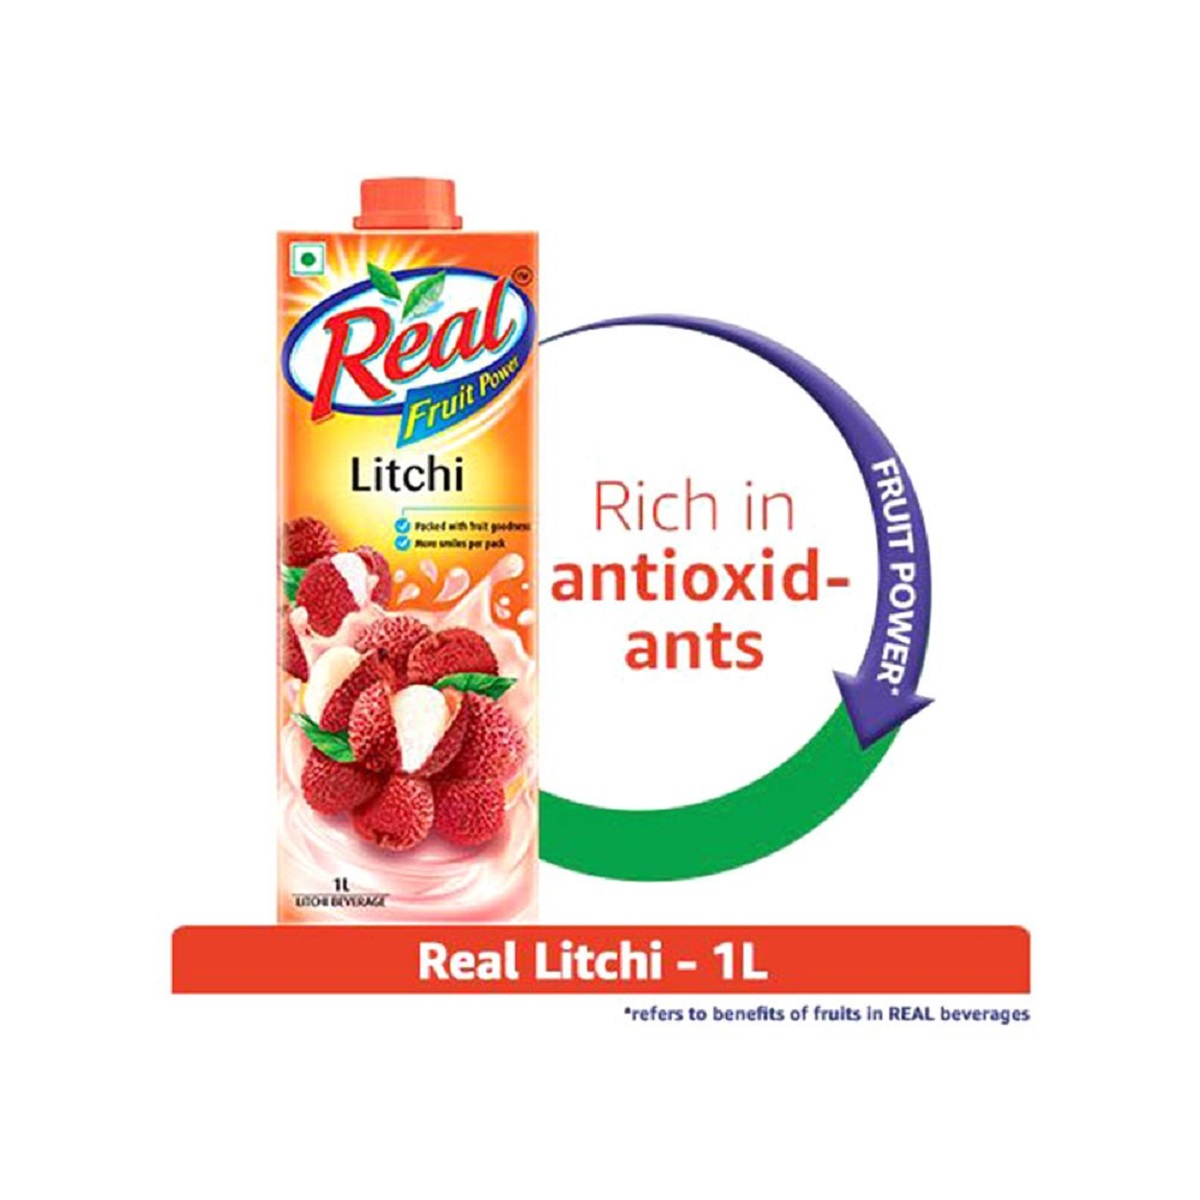 Real
Fruit Power
Litchi
Packed with fruit goodness
More smiles per pack
1L
LITCHI BEVERAGE
Rich in
antioxid-
ants
FRUIT POWER*
Real Litchi - 1L
*refers to benefits of fruits in REAL beverages